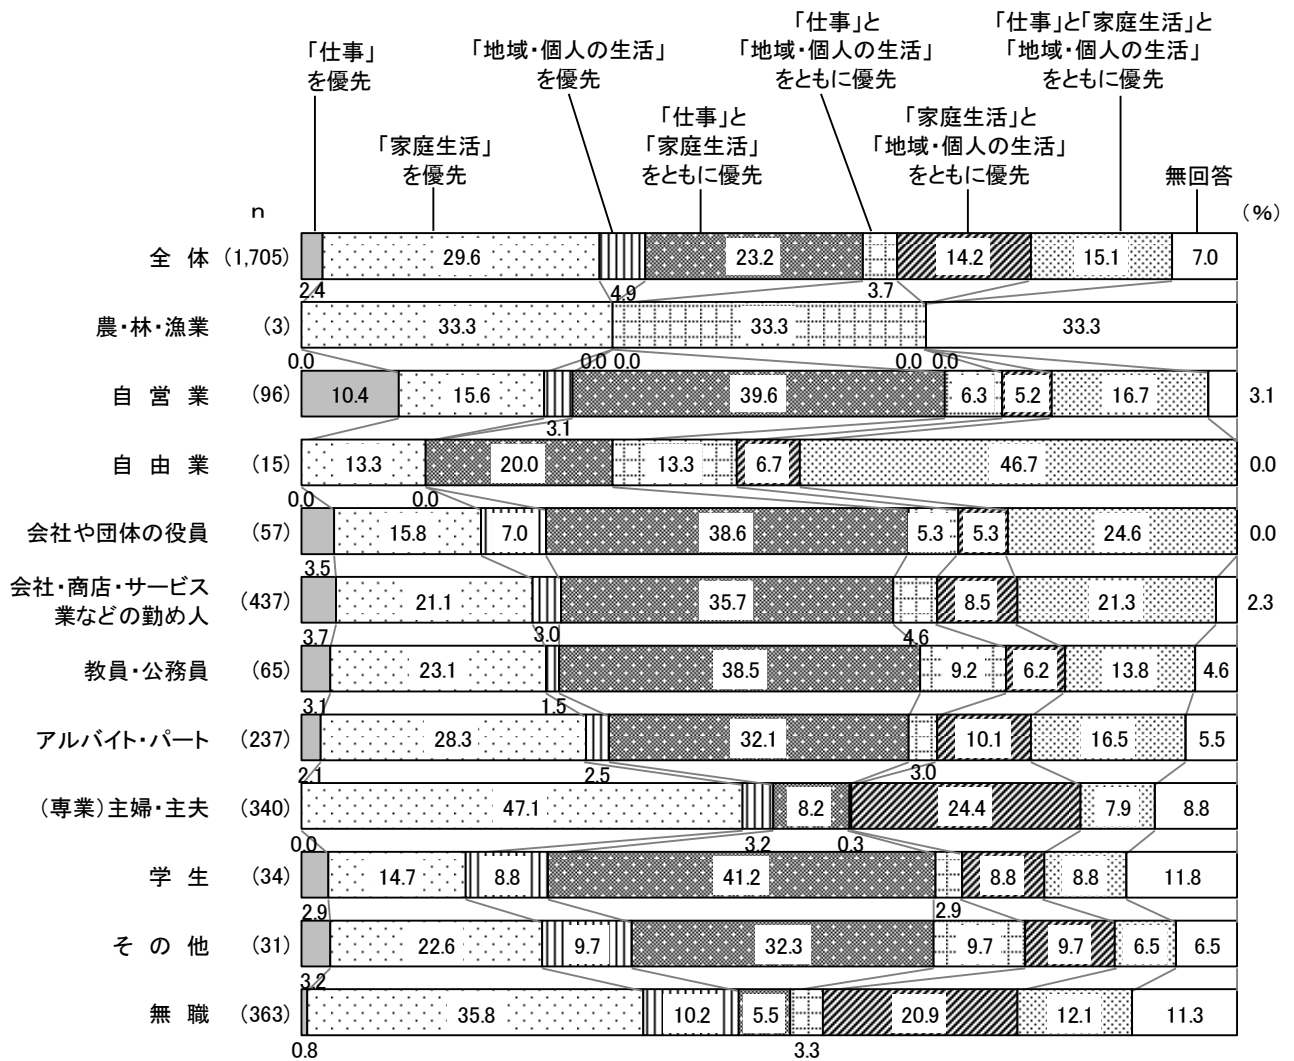 「仕事」
を優先
「家庭生活」
を優先
「地域・個人の生活」
を優先
「仕事」と
「家庭生活」
をともに優先
「仕事」と
「地域・個人の生活」
をともに優先
「家庭生活」と
「地域・個人の生活」
をともに優先
「仕事」と「家庭生活」と
「地域・個人の生活」
をともに優先
無回答
n
(%)
全 体 (1,705) 29.6 23.2 14.2 15.1 7.0
2.4 4.9 3.7
農・林・漁業 (3) 33.3 33.3 33.3
0.0 0.0 0.0 0.0 0.0
自 営 業 (96) 10.4 15.6 39.6 6.3 5.2 16.7 3.1
3.1
自 由 業 (15) 13.3 20.0 13.3 6.7 46.7 0.0
0.0 0.0
会社や団体の役員 (57) 15.8 7.0 38.6 5.3 5.3 24.6 0.0
3.5
会社・商店・サービス
業などの勤め人 (437) 21.1 35.7 8.5 21.3 2.3
3.7 3.0 4.6
教員・公務員 (65) 23.1 38.5 9.2 6.2 13.8 4.6
3.1 1.5
アルバイト・パート (237) 28.3 32.1 10.1 16.5 5.5
2.1 2.5 3.0
(専業)主婦・主夫 (340) 47.1 8.2 24.4 7.9 8.8
0.0 3.2 0.3
学 生 (34) 14.7 8.8 41.2 8.8 8.8 11.8
2.9 2.9
そ の 他 (31) 22.6 9.7 32.3 9.7 9.7 6.5 6.5
3.2
無 職 (363) 35.8 10.2 5.5 20.9 12.1 11.3
0.8 3.3